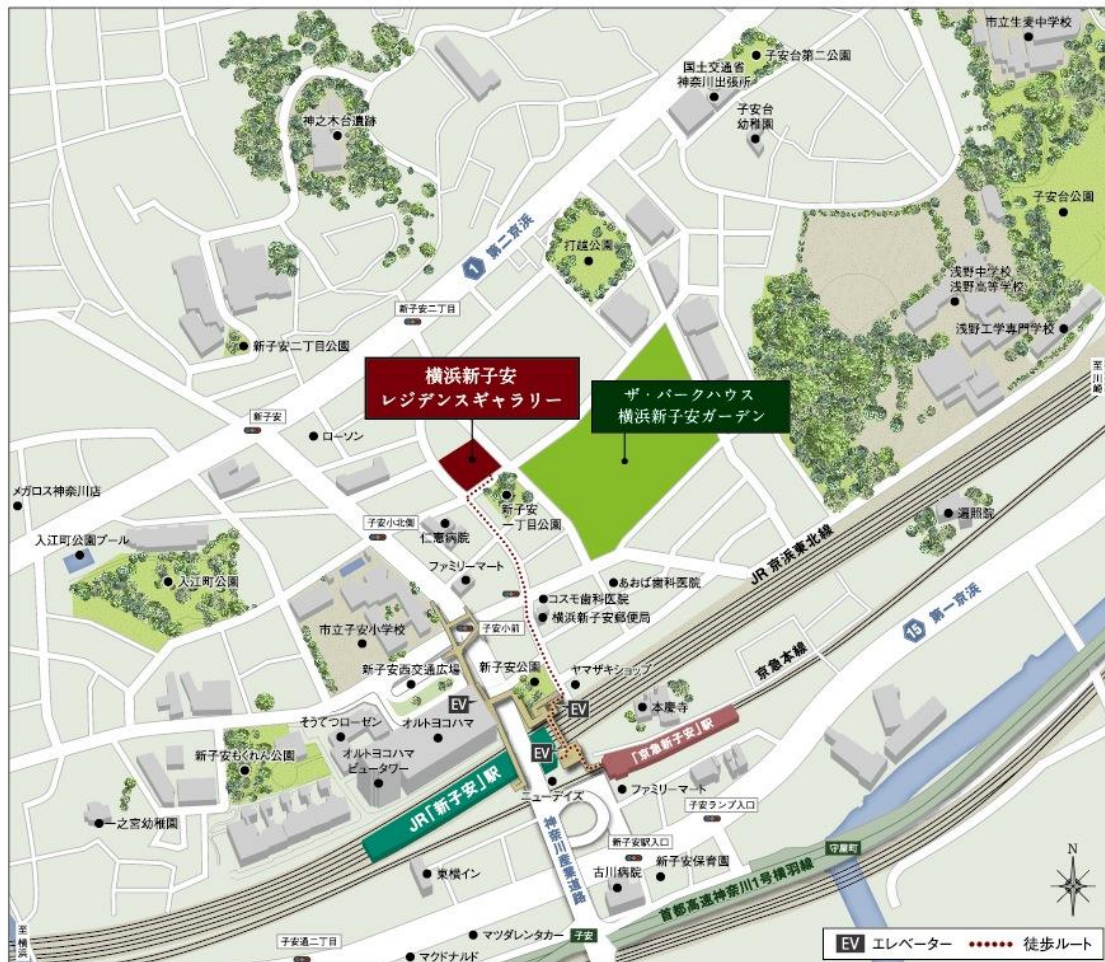 市立生麦中学校
子安台第二公園
国土交通省
神奈川出張所
子安台
幼稚園
神之木台遺跡
子安台公園
打越公園
1 第二京浜
浅野中学校
浅野高等学校
浅野工学専門学校
新子安二丁目
新子安二丁目公園
至川崎
横浜新子安
レジデンスギャラリー
ザ・パークハウス
横浜新子安ガーデン
新子安
ローソン
メガロス神奈川店
新子安
一丁目公園
遍照院
子安小北側
仁恵病院
入江町公園プール
ファミリーマート
JR京浜東北線
入江町公園
あおば歯科医院
コスモ歯科医院
横浜新子安郵便局
15 第一京浜
子安小前
市立子安小学校
京急本線
新子安公園
ヤマザキショップ
新子安西交通広場
EV
EV
本慶寺
そうてつローゼン
オルトヨコハマ
「京急新子安」駅
EV
新子安もくれん公園
オルトヨコハマ
ビュータワー
ニューデイズ
ファミリーマート
JR「新子安」駅
子安ランプ入口
一之宮幼稚園
神奈川産業道路
新子安駅入口
守屋町
新子安保育園
東横イン
古川病院
首都高速神奈川1号横羽線
N
至横浜
子安通二丁目
マツダレンタカー
子安
マクドナルド
EV エレベーター
徒歩ルート